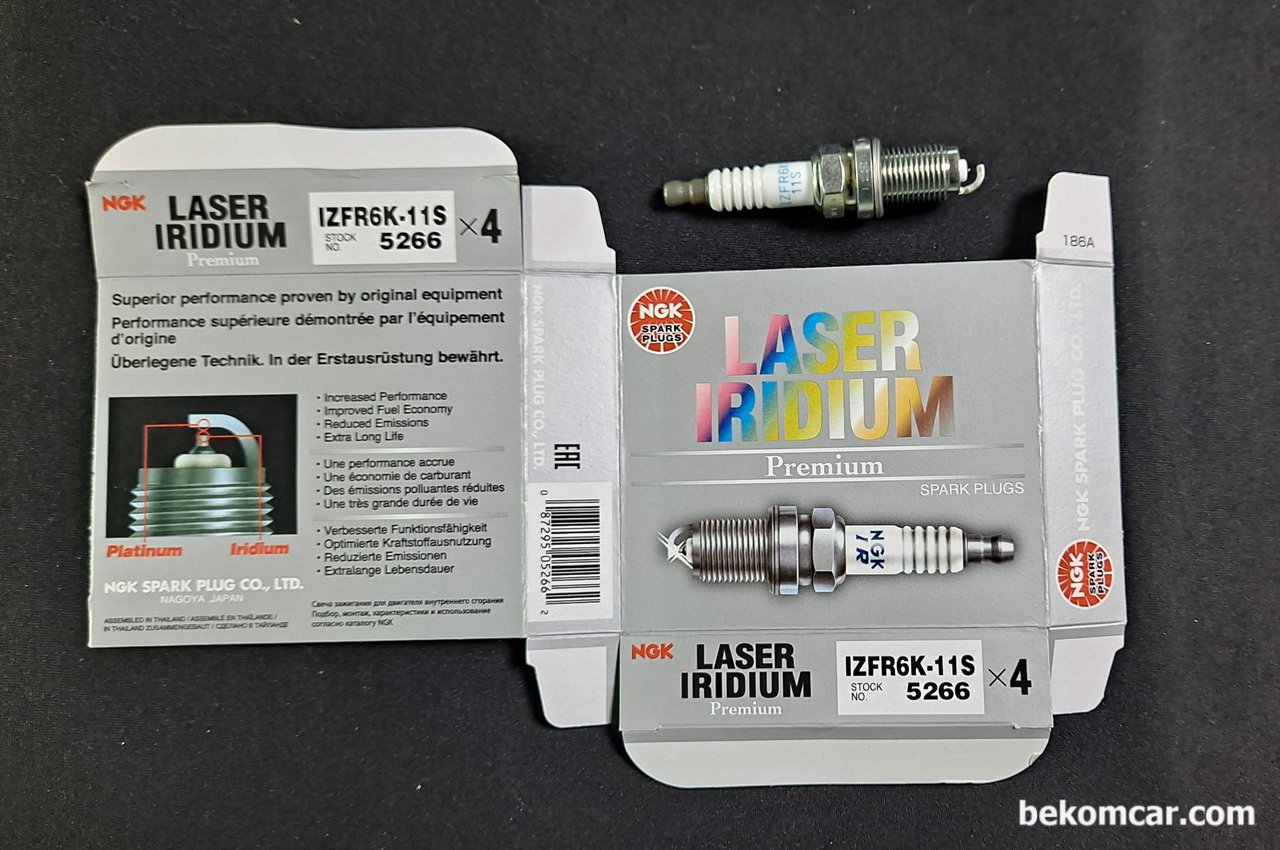 NGK
LASER
IRIDIUM
Premium
IZFR6K-11S
STOCK NO. 5266
×4
Superior performance proven by original equipment
Performance supérieure démontrée par l'équipement
d'origine
Überlegene Technik. In der Erstausrüstung bewährt.
• Increased Performance
• Improved Fuel Economy
• Reduced Emissions
• Extra Long Life
• Une performance accrue
• Une économie de carburant
• Des émissions polluantes réduites
• Une très grande durée de vie
• Verbesserte Funktionsfähigkeit
• Optimierte Kraftstoffausnutzung
• Reduzierte Emissionen
• Extralange Lebensdauer
Platinum
Iridium
NGK SPARK PLUG CO., LTD.
NAGOYA JAPAN
ASSEMBLED IN THAILAND / ASSEMBLÉ EN THAÏLANDE /
IN THAILAND ZUSAMMENGEBAUT / СДЕЛАНО В ТАЙЛАНДЕ
Свеча зажигания для двигателя внутреннего сгорания
Подбор, монтаж, характеристики и использование
согласно каталогу NGK
NGK SPARK PLUG CO., LTD.
EAC
0 87295 05266 2
IZFR6K
11S
NGK
SPARK
PLUGS
LASER
IRIDIUM
Premium
SPARK PLUGS
NGK
IR
NGK
LASER
IRIDIUM
Premium
IZFR6K-11S
STOCK NO. 5266
×4
186A
NGK SPARK PLUG CO., LTD.
NGK
SPARK
PLUGS
bekomcar.com